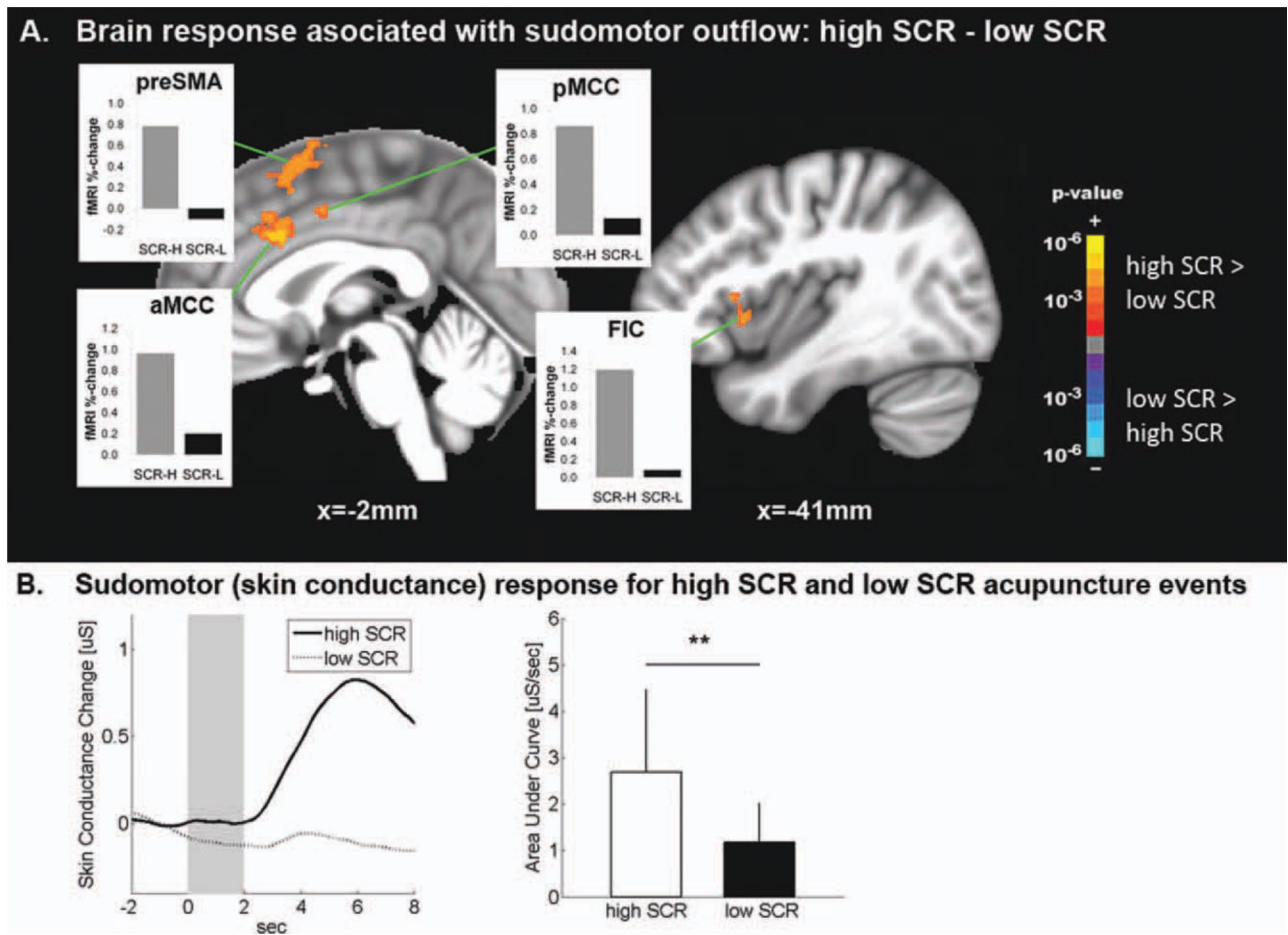 A. Brain response asociated with sudomotor outflow: high SCR - low SCR
preSMA
fMRI %-change
1.0
0.8
0.6
0.4
0.2
0.0
-0.2
SCR-H SCR-L
pMCC
fMRI %-change
1.0
0.8
0.6
0.4
0.2
0.0
SCR-H SCR-L
aMCC
fMRI %-change
1.2
1.0
0.8
0.6
0.4
0.2
0.0
SCR-H SCR-L
FIC
fMRI %-change
1.4
1.2
1.0
0.8
0.6
0.4
0.2
0.0
SCR-H SCR-L
x=-2mm
x=-41mm
p-value
+
10-6
10-3
high SCR >
low SCR
10-3
10-6
low SCR >
high SCR
−
B. Sudomotor (skin conductance) response for high SCR and low SCR acupuncture events
Skin Conductance Change [uS]
1
0.5
0
high SCR
low SCR
-2 0 2 4 6 8
sec
Area Under Curve [uS/sec]
6
5
4
3
2
1
0
**
high SCR low SCR